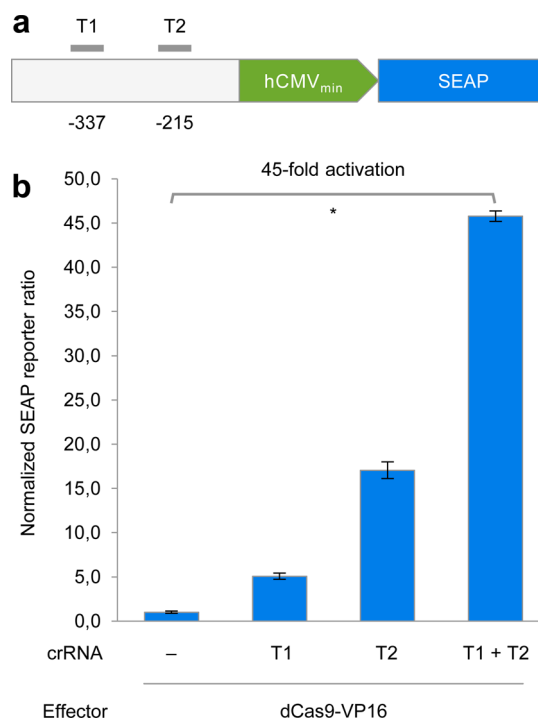 a
T1 T2
hCMVmin SEAP
-337 -215
b
45-fold activation
*
Normalized SEAP reporter ratio
50,0
45,0
40,0
35,0
30,0
25,0
20,0
15,0
10,0
5,0
0,0
crRNA – T1 T2 T1 + T2
Effector dCas9-VP16